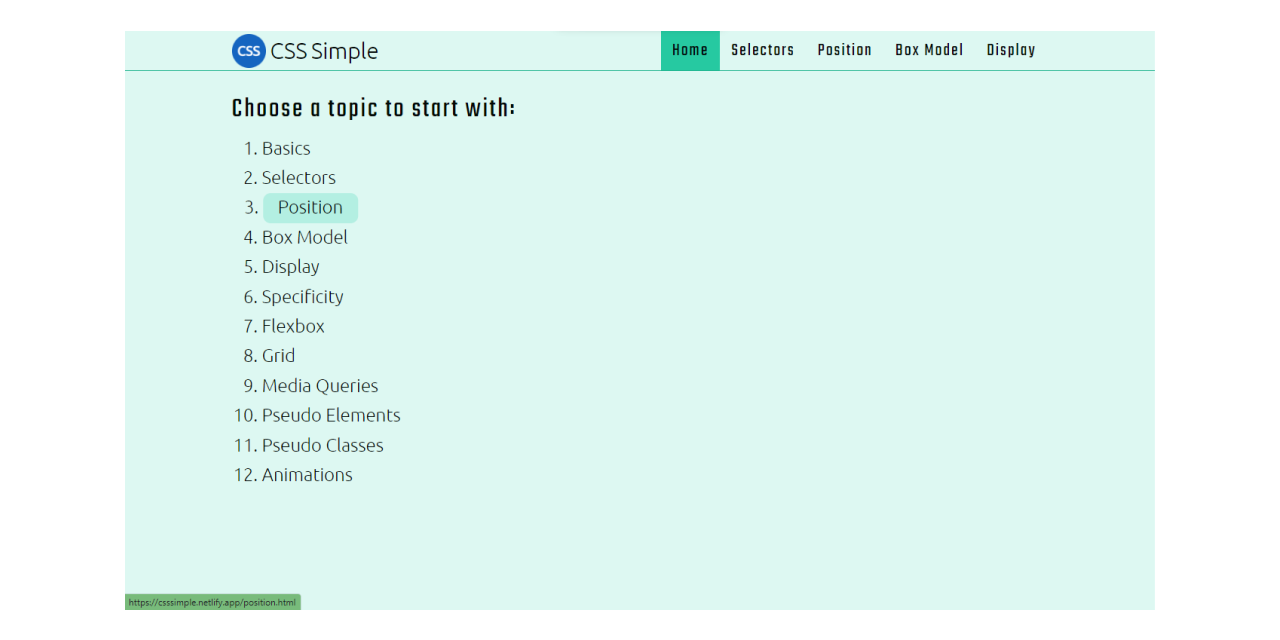 CSS CSS Simple Home Selectors Position Box Model Display
Choose a topic to start with:
1. Basics
2. Selectors
3. Position
4. Box Model
5. Display
6. Specificity
7. Flexbox
8. Grid
9. Media Queries
10. Pseudo Elements
11. Pseudo Classes
12. Animations
https://csssimple.netlify.app/position.html